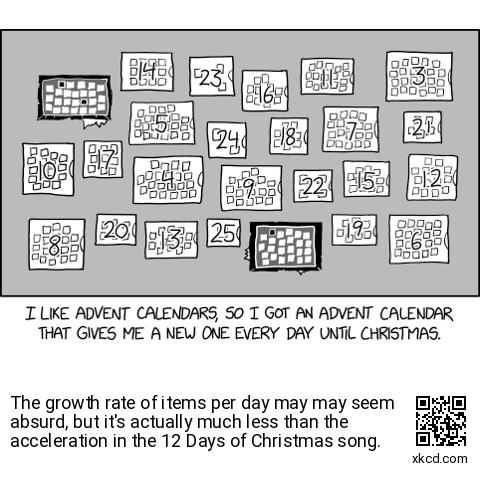 14 23 16 11 3
5 24 18 7 21
10 17 4 9 22 15 12
8 20 13 25 19 6
I LIKE ADVENT CALENDARS, SO I GOT AN ADVENT CALENDAR
THAT GIVES ME A NEW ONE EVERY DAY UNTIL CHRISTMAS.
The growth rate of items per day may may seem
absurd, but it's actually much less than the
acceleration in the 12 Days of Christmas song.
xkcd.com